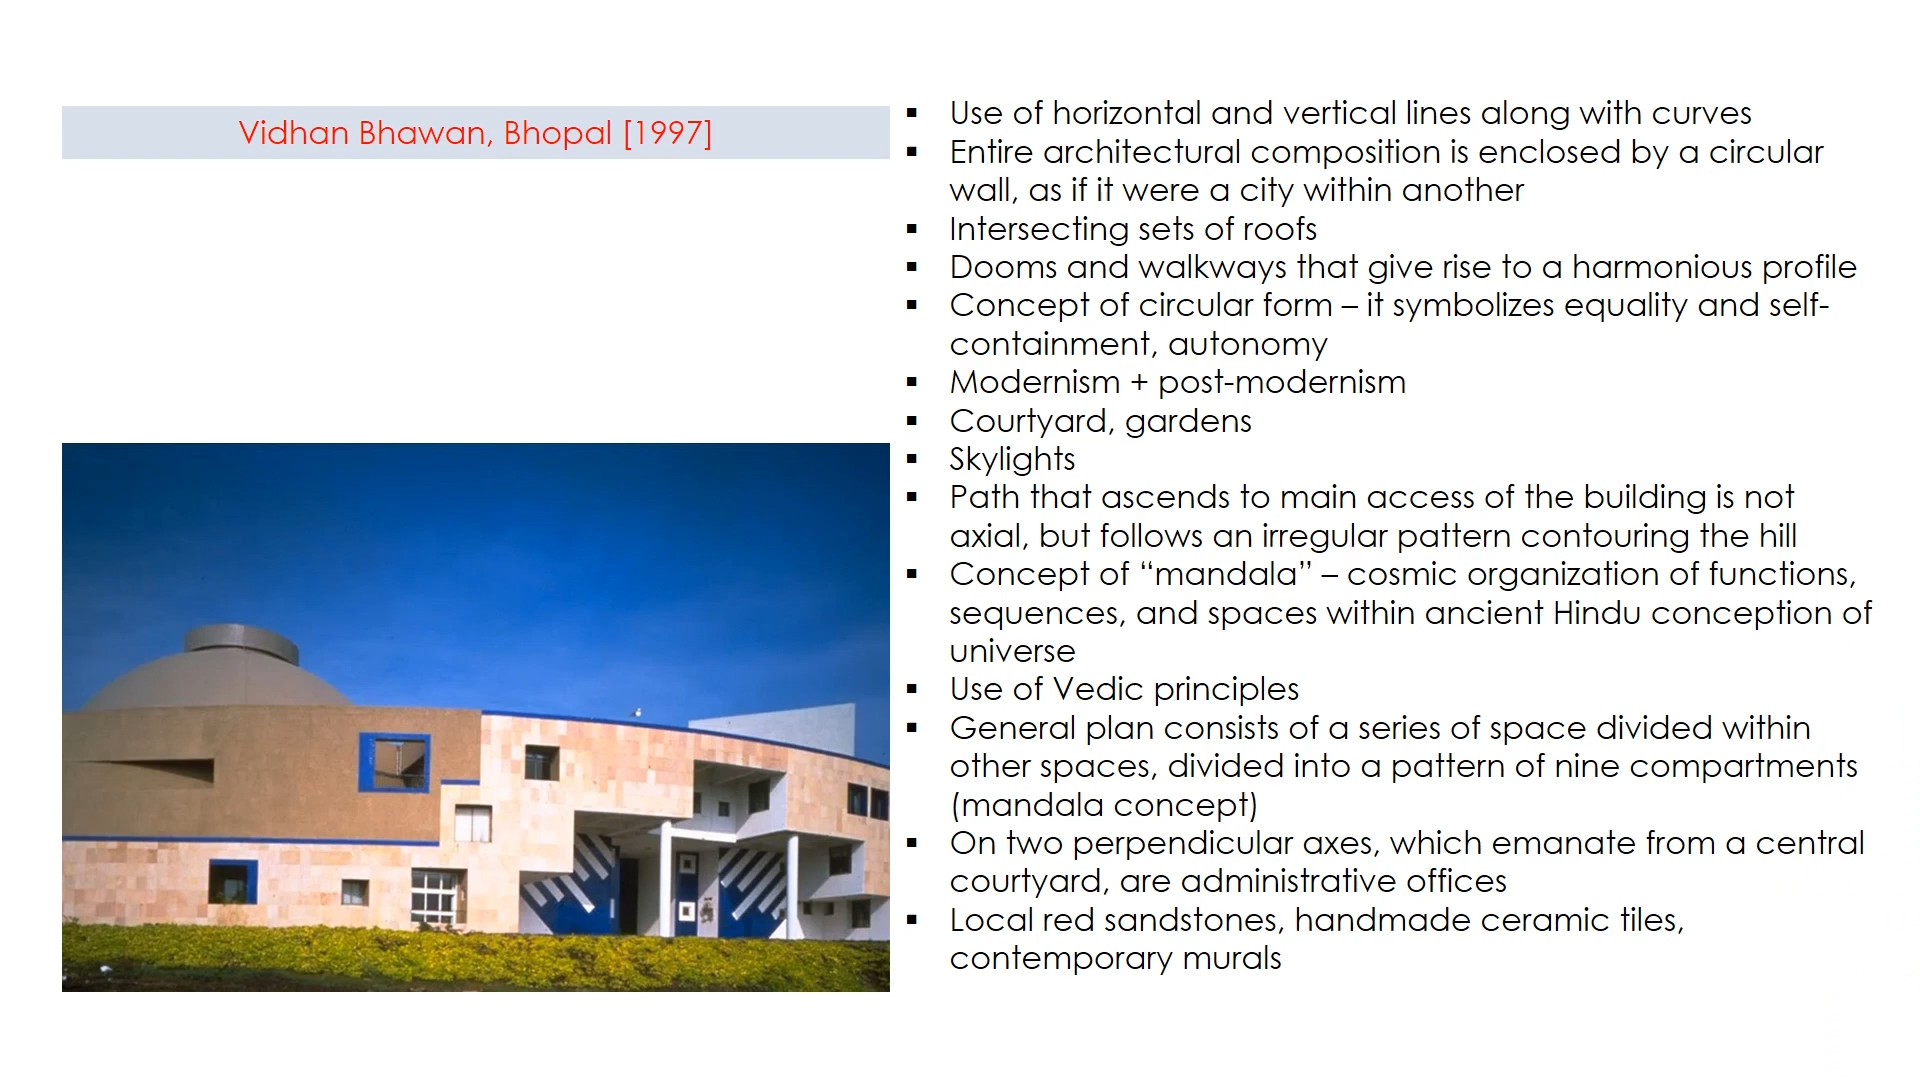 Vidhan Bhawan, Bhopal [1997]
▪ Use of horizontal and vertical lines along with curves
▪ Entire architectural composition is enclosed by a circular
wall, as if it were a city within another
▪ Intersecting sets of roofs
▪ Dooms and walkways that give rise to a harmonious profile
▪ Concept of circular form – it symbolizes equality and self-
containment, autonomy
▪ Modernism + post-modernism
▪ Courtyard, gardens
▪ Skylights
▪ Path that ascends to main access of the building is not
axial, but follows an irregular pattern contouring the hill
▪ Concept of “mandala” – cosmic organization of functions,
sequences, and spaces within ancient Hindu conception of
universe
▪ Use of Vedic principles
▪ General plan consists of a series of space divided within
other spaces, divided into a pattern of nine compartments
(mandala concept)
▪ On two perpendicular axes, which emanate from a central
courtyard, are administrative offices
▪ Local red sandstones, handmade ceramic tiles,
contemporary murals